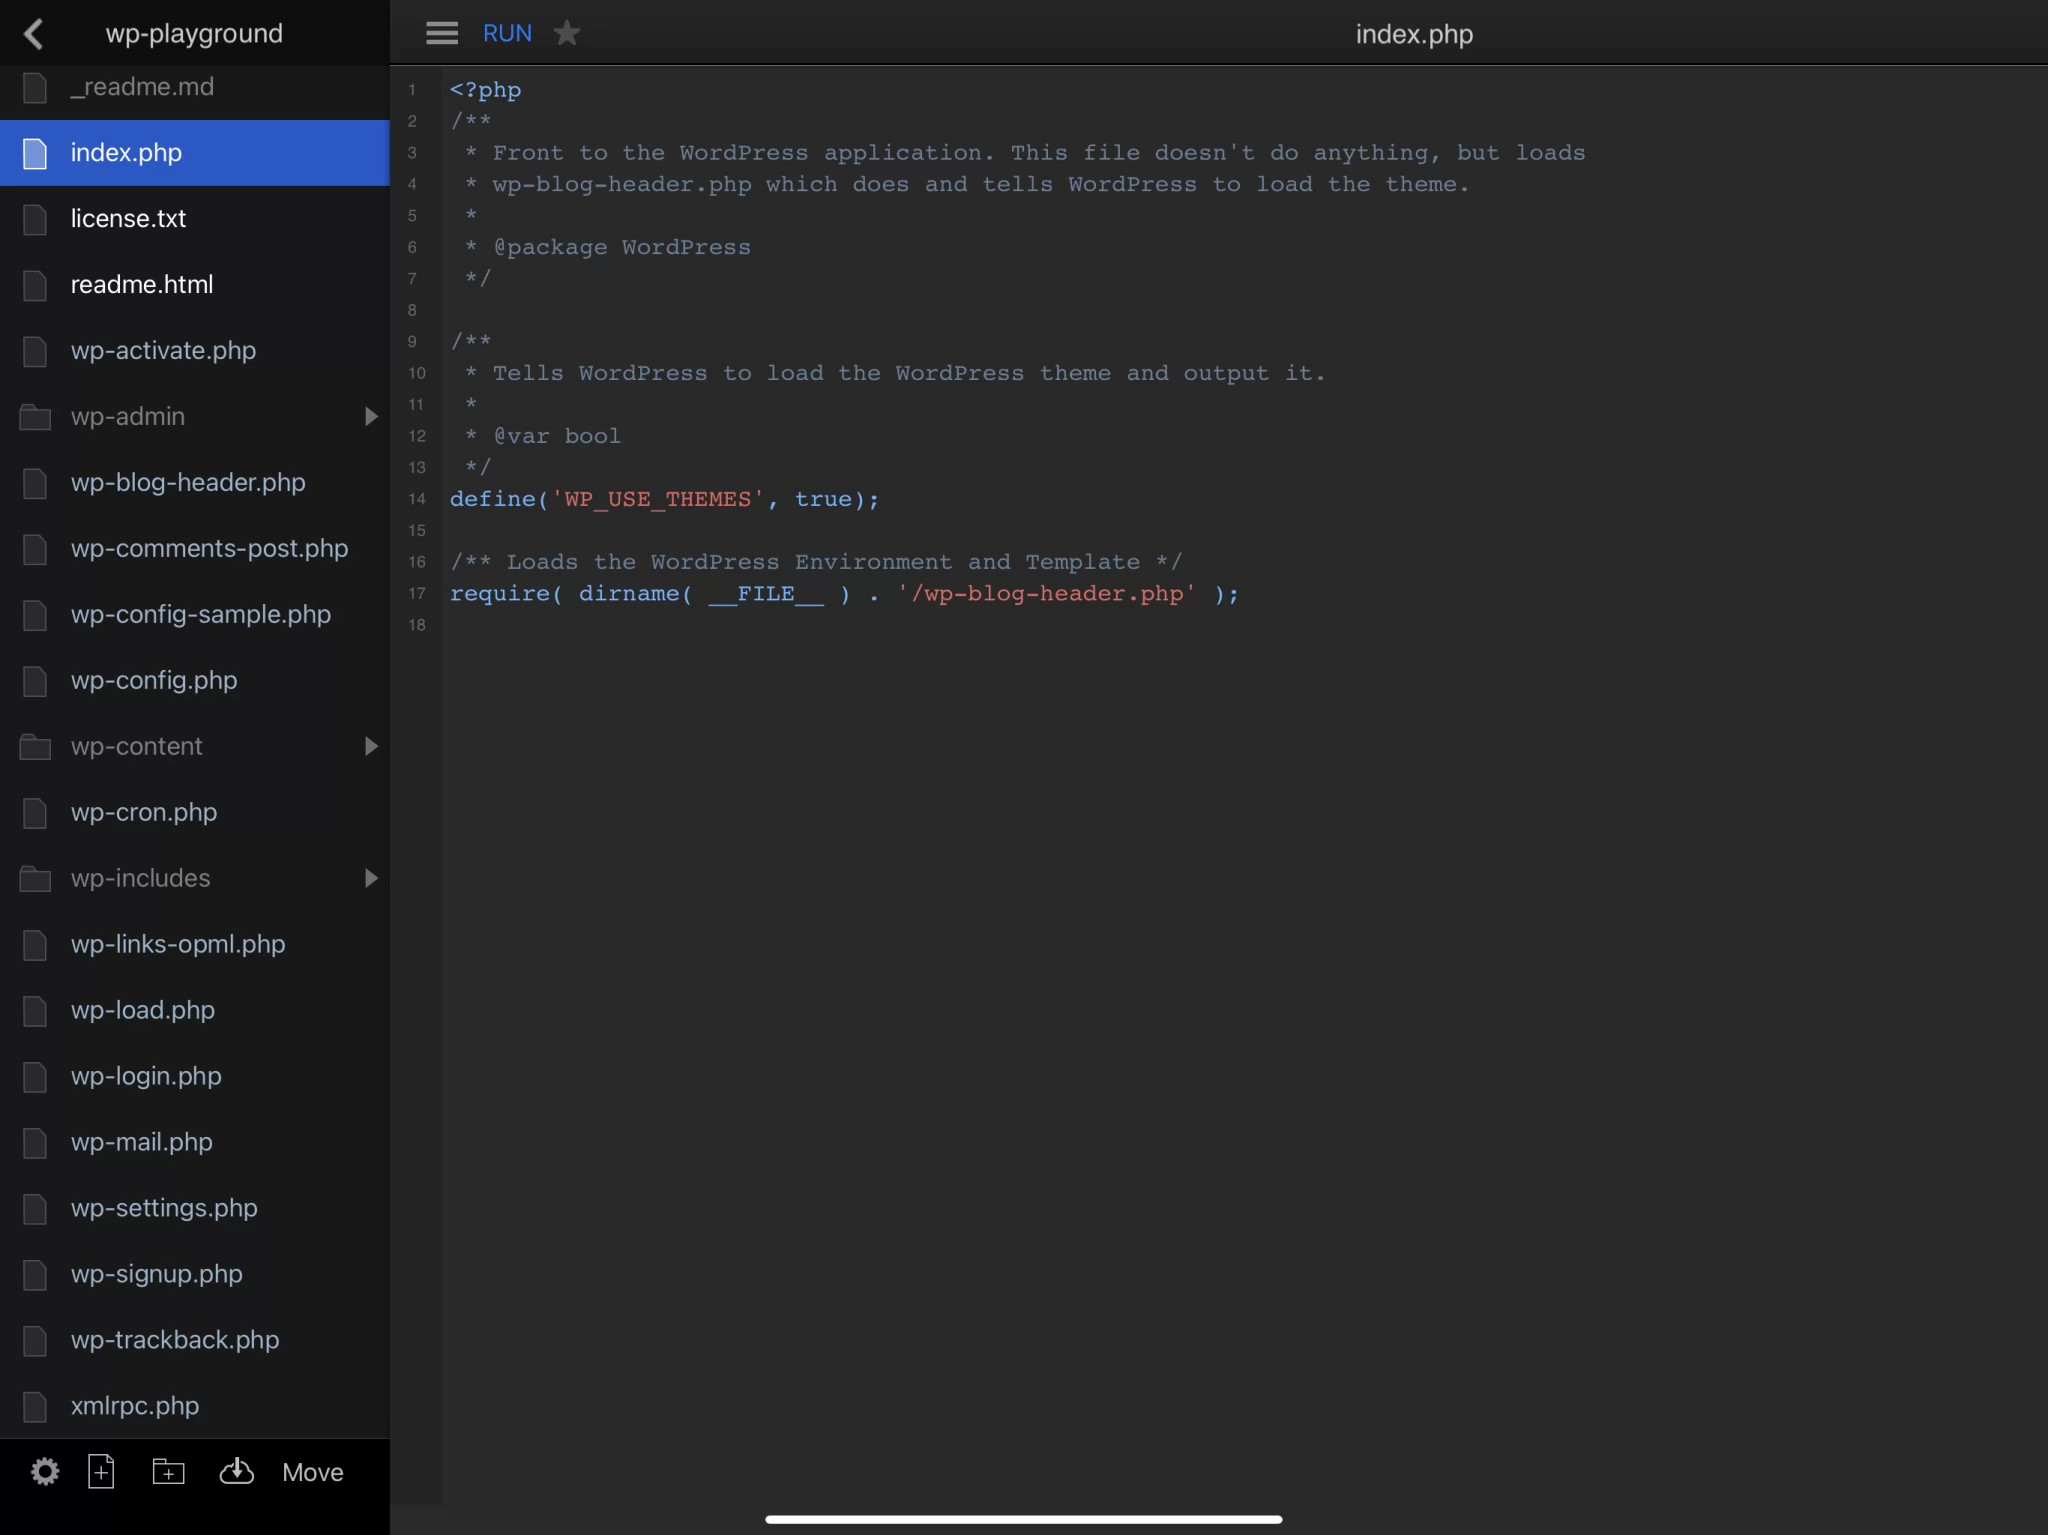 wp-playground
_readme.md
index.php
license.txt
readme.html
wp-activate.php
wp-admin
wp-blog-header.php
wp-comments-post.php
wp-config-sample.php
wp-config.php
wp-content
wp-cron.php
wp-includes
wp-links-opml.php
wp-load.php
wp-login.php
wp-mail.php
wp-settings.php
wp-signup.php
wp-trackback.php
xmlrpc.php
Move
RUN
index.php
1 <?php
2 /**
3  * Front to the WordPress application. This file doesn't do anything, but loads
4  * wp-blog-header.php which does and tells WordPress to load the theme.
5  *
6  * @package WordPress
7  */
8
9 /**
10  * Tells WordPress to load the WordPress theme and output it.
11  *
12  * @var bool
13  */
14 define('WP_USE_THEMES', true);
15
16 /** Loads the WordPress Environment and Template */
17 require( dirname( __FILE__ ) . '/wp-blog-header.php' );
18